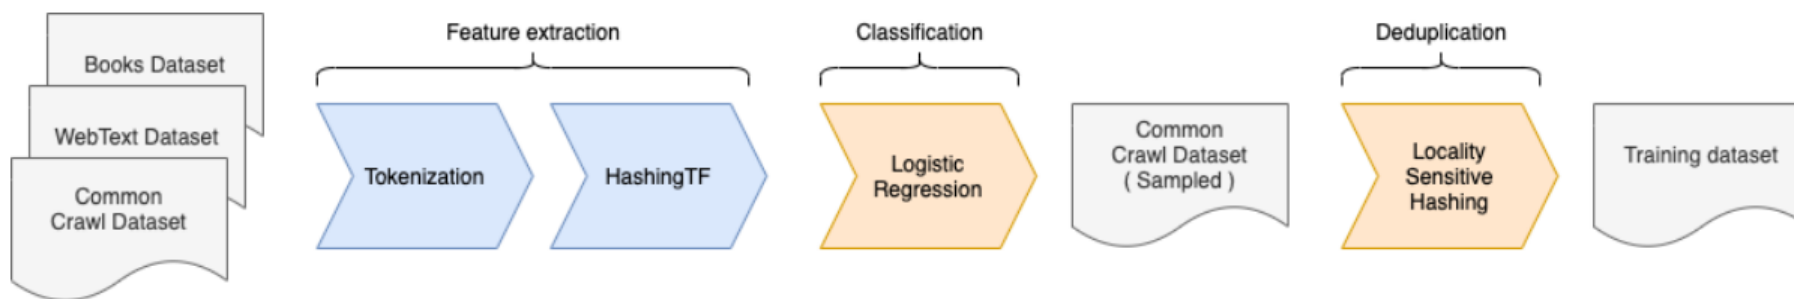 Feature extraction
Classification
Deduplication
Books Dataset
WebText Dataset
Common
Crawl Dataset
Tokenization
HashingTF
Logistic
Regression
Common
Crawl Dataset
( Sampled )
Locality
Sensitive
Hashing
Training dataset